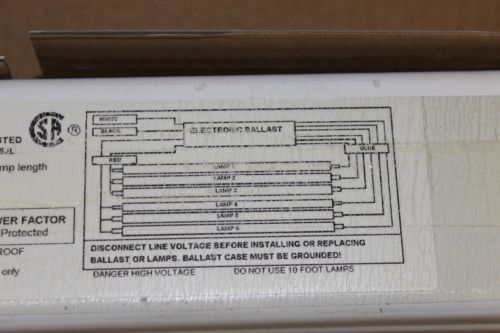 WHITE
BLACK
ELECTRONIC BALLAST
RED
BLUE
LAMP 1
LAMP 2
LAMP 3
LAMP 4
LAMP 5
LAMP 6
DISCONNECT LINE VOLTAGE BEFORE INSTALLING OR REPLACING
BALLAST OR LAMPS. BALLAST CASE MUST BE GROUNDED!
DANGER HIGH VOLTAGE DO NOT USE 10 FOOT LAMPS
SA ®
mp length
WER FACTOR
Protected
ROOF
only